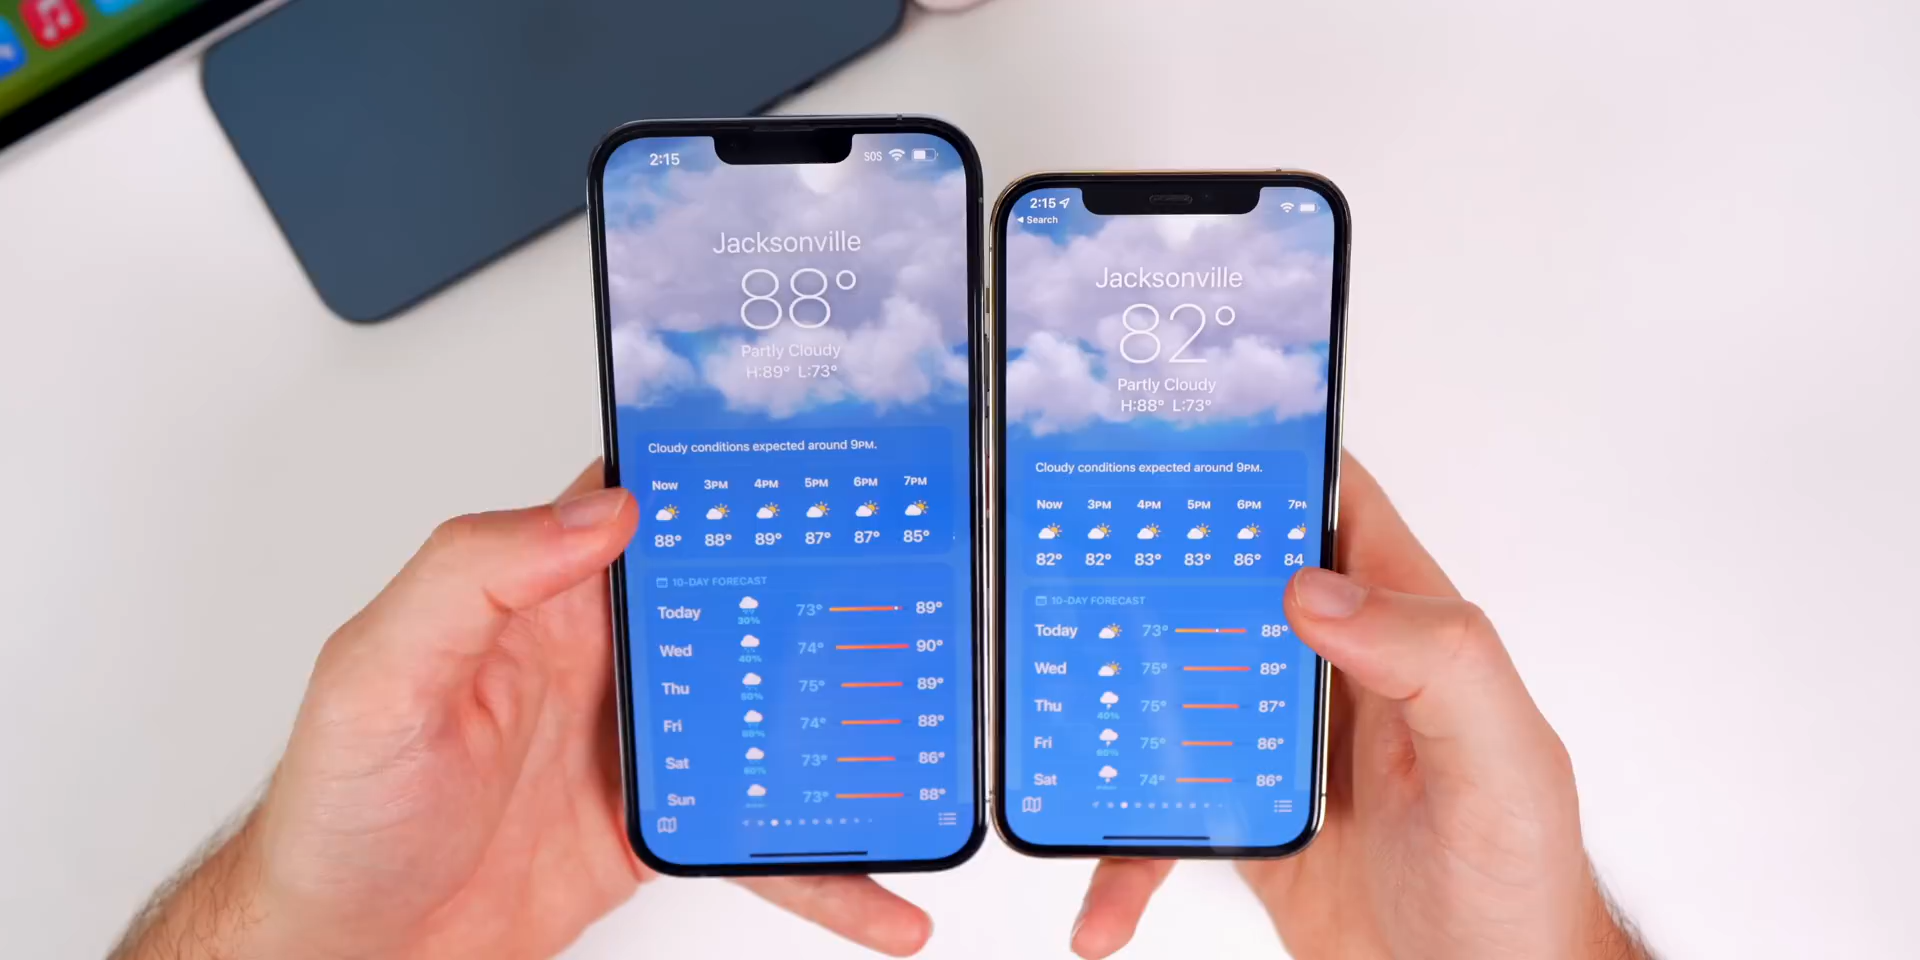 2:15
SOS
Jacksonville
88°
Partly Cloudy
H:89° L:73°
Cloudy conditions expected around 9PM.
Now 3PM 4PM 5PM 6PM 7PM
88° 88° 89° 87° 87° 85°
10-DAY FORECAST
Today 73° 89°
30%
Wed 74° 90°
40%
Thu 75° 89°
50%
Fri 74° 88°
Sat 73° 86°
Sun 73° 88°
2:15
Search
Jacksonville
82°
Partly Cloudy
H:88° L:73°
Cloudy conditions expected around 9PM.
Now 3PM 4PM 5PM 6PM 7PM
82° 82° 83° 83° 86° 84
10-DAY FORECAST
Today 73° 88°
Wed 75° 89°
Thu 75° 87°
40%
Fri 75° 86°
Sat 74° 86°